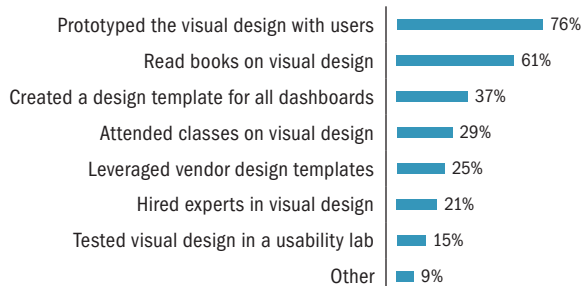 Prototyped the visual design with users 76%
Read books on visual design 61%
Created a design template for all dashboards 37%
Attended classes on visual design 29%
Leveraged vendor design templates 25%
Hired experts in visual design 21%
Tested visual design in a usability lab 15%
Other 9%